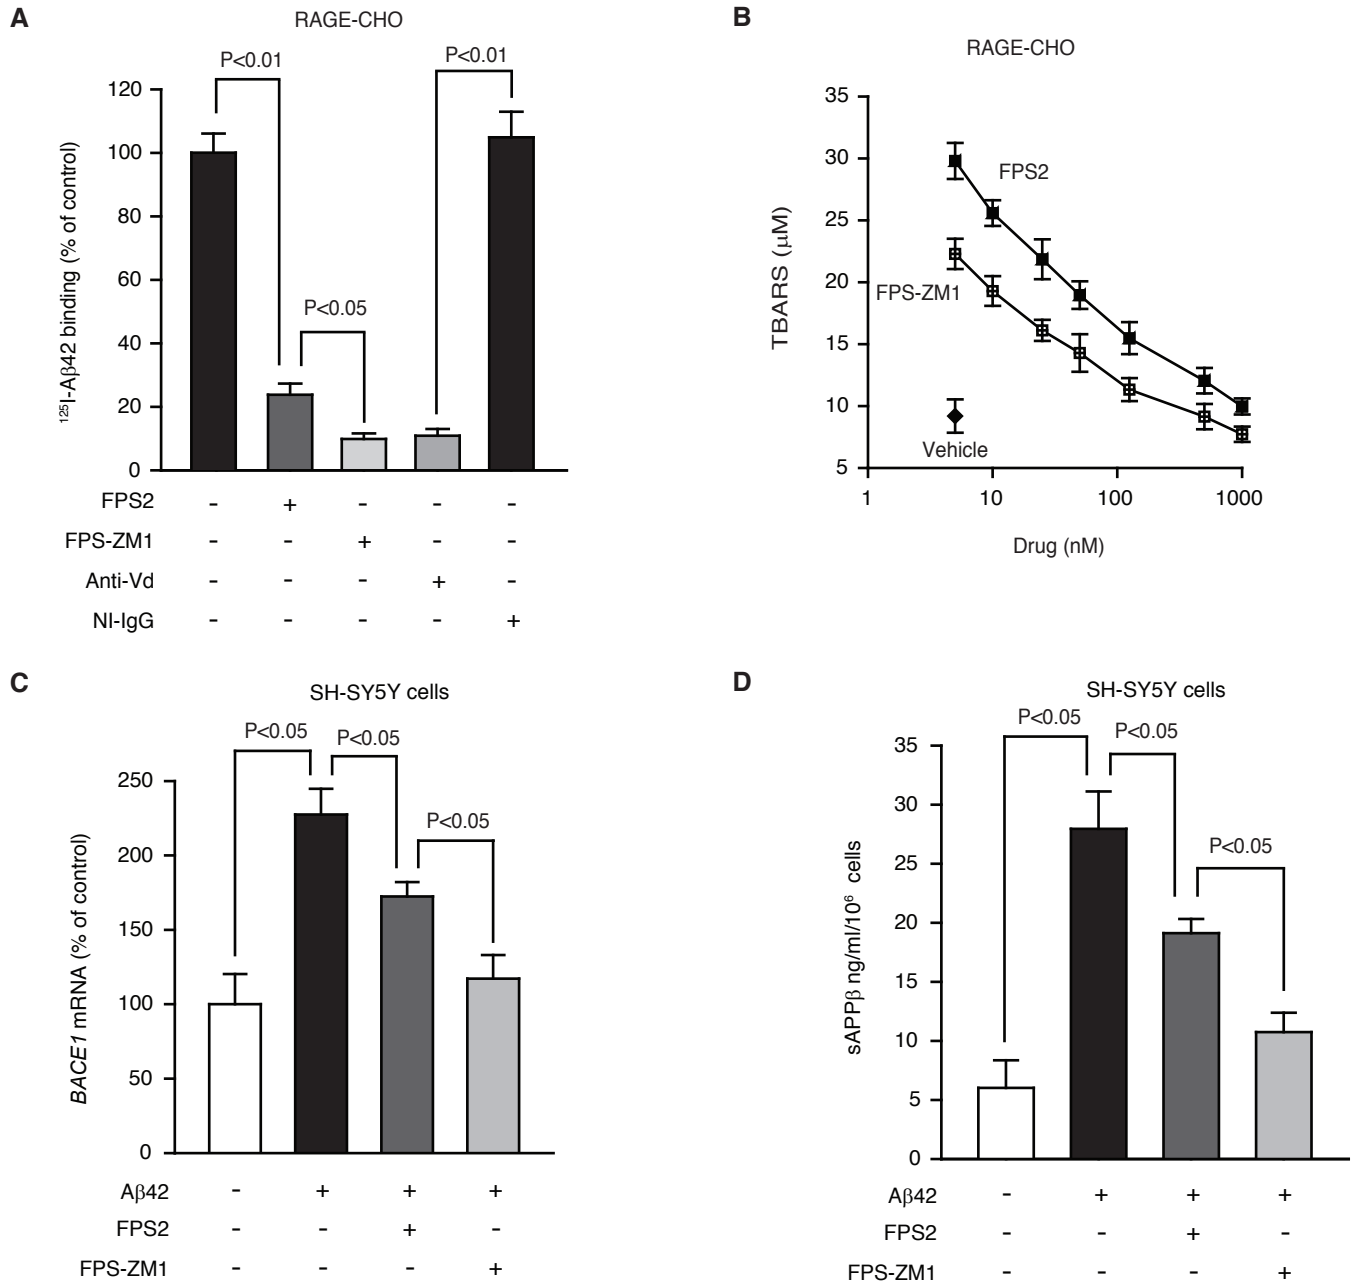 A
RAGE-CHO
P<0.01
P<0.01
P<0.05
120
100
80
60
40
20
0
¹²⁵I-Aβ42 binding (% of control)
FPS2 - + - - -
FPS-ZM1 - - + - -
Anti-Vd - - - + -
NI-IgG - - - - +
B
RAGE-CHO
35
30
25
20
15
10
5
TBARS (μM)
FPS2
FPS-ZM1
Vehicle
1 10 100 1000
Drug (nM)
C
SH-SY5Y cells
P<0.05
P<0.05
P<0.05
250
200
150
100
50
0
BACE1 mRNA (% of control)
Aβ42 - + + +
FPS2 - - + -
FPS-ZM1 - - - +
D
SH-SY5Y cells
P<0.05
P<0.05
P<0.05
35
30
25
20
15
10
5
0
sAPPβ ng/ml/10⁶ cells
Aβ42 - + + +
FPS2 - - + -
FPS-ZM1 - - - +